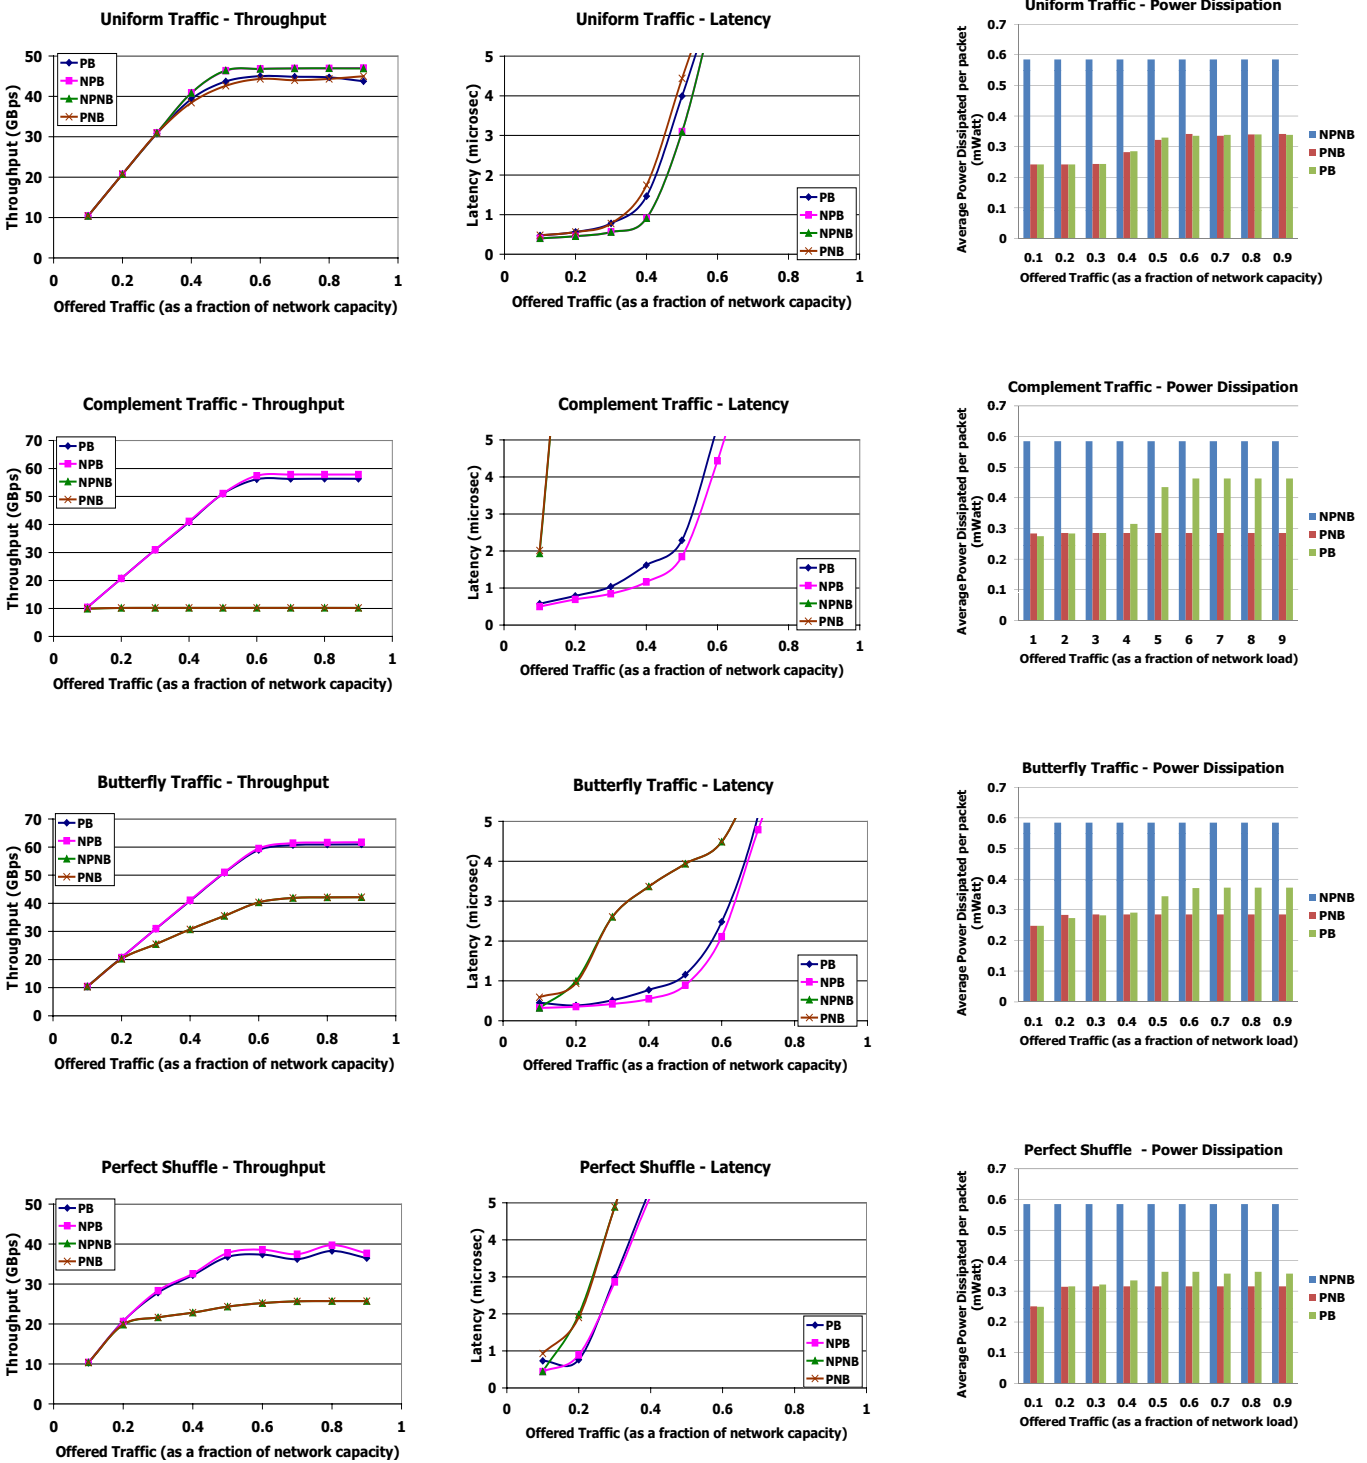 Uniform Traffic - Throughput
Throughput (GBps)
50
40
30
20
10
0
PB
NPB
NPNB
PNB
0 0.2 0.4 0.6 0.8 1
Offered Traffic (as a fraction of network capacity)
Uniform Traffic - Latency
Latency (microsec)
5
4
3
2
1
0
PB
NPB
NPNB
PNB
0 0.2 0.4 0.6 0.8 1
Offered Traffic (as a fraction of network capacity)
Uniform Traffic - Power Dissipation
Average Power Dissipated per packet
(mWatt)
0.7
0.6
0.5
0.4
0.3
0.2
0.1
0
NPNB
PNB
PB
0.1 0.2 0.3 0.4 0.5 0.6 0.7 0.8 0.9
Offered Traffic (as a fraction of network capacity)
Complement Traffic - Throughput
Throughput (GBps)
70
60
50
40
30
20
10
0
PB
NPB
NPNB
PNB
0 0.2 0.4 0.6 0.8 1
Offered Traffic (as a fraction of network capacity)
Complement Traffic - Latency
Latency (microsec)
5
4
3
2
1
0
PB
NPB
NPNB
PNB
0 0.2 0.4 0.6 0.8 1
Offered Traffic (as a fraction of network capacity)
Complement Traffic - Power Dissipation
Average Power Dissipated per packet
(mWatt)
0.7
0.6
0.5
0.4
0.3
0.2
0.1
0
NPNB
PNB
PB
1 2 3 4 5 6 7 8 9
Offered Traffic (as a fraction of network load)
Butterfly Traffic - Throughput
Throughput (GBps)
70
60
50
40
30
20
10
0
PB
NPB
NPNB
PNB
0 0.2 0.4 0.6 0.8 1
Offered Traffic (as a fraction of network capacity)
Butterfly Traffic - Latency
Latency (microsec)
5
4
3
2
1
0
PB
NPB
NPNB
PNB
0 0.2 0.4 0.6 0.8 1
Offered Traffic (as a fraction of network capacity)
Butterfly Traffic - Power Dissipation
Average Power Dissipated per packet
(mWatt)
0.7
0.6
0.5
0.4
0.3
0.2
0.1
0
NPNB
PNB
PB
0.1 0.2 0.3 0.4 0.5 0.6 0.7 0.8 0.9
Offered Traffic (as a fraction of network load)
Perfect Shuffle - Throughput
Throughput (GBps)
50
40
30
20
10
0
PB
NPB
NPNB
PNB
0 0.2 0.4 0.6 0.8 1
Offered Traffic (as a fraction of network capacity)
Perfect Shuffle - Latency
Latency (microsec)
5
4
3
2
1
0
PB
NPB
NPNB
PNB
0 0.2 0.4 0.6 0.8 1
Offered Traffic (as a fraction of network capacity)
Perfect Shuffle - Power Dissipation
Average Power Dissipated per packet
(mWatt)
0.7
0.6
0.5
0.4
0.3
0.2
0.1
0
NPNB
PNB
PB
0.1 0.2 0.3 0.4 0.5 0.6 0.7 0.8 0.9
Offered Traffic (as a fraction of network load)